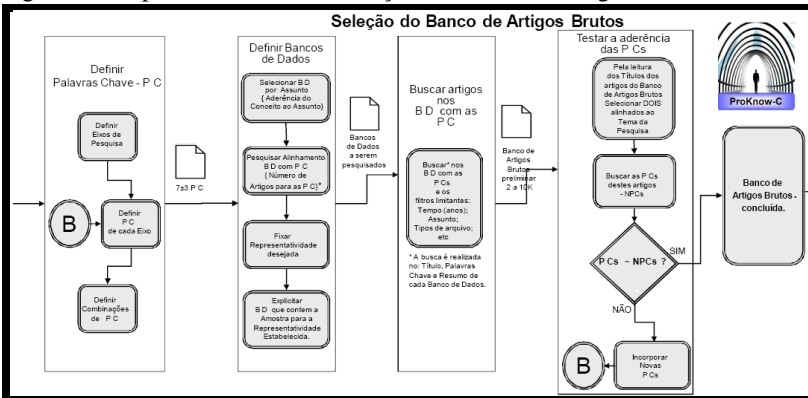 Seleção do Banco de Artigos Brutos
Definir
Palavras Chave - P C
Definir
Eixos de
Pesquisa
B
Definir
P C
de cada Eixo
Definir
Combinações
de P C
7≤3 P C
Definir Bancos
de Dados
Selecionar B D
por Assunto
{ Aderência do
Conceito ao Assunto}
Pesquisar Alinhamento
B D com P C
{ Número de
Artigos para as P C}*
Fixar
Representatividade
desejada
Explicitar
B D que contem a
Amostra para a
Representatividade
Estabelecida.
Bancos
de Dados
a serem
pesquisados
Buscar artigos
nos
B D com as
P C
Buscar* nos
B D com as
P Cs
e os
filtros limitantes:
Tempo (anos);
Assunto;
Tipos de arquivo;
etc
* A busca é realizada
no: Título, Palavras
Chave e Resumo de
cada Banco de Dados.
Banco de
Artigos
Brutos
preliminar
2 a 10K
Testar a aderência
das P Cs
Pela leitura
dos Títulos dos
artigos do Banco
de Artigos Brutos
Selecionar DOIS
alinhados ao
Tema da
Pesquisa
Buscar as P Cs
destes artigos
- NPCs
P Cs ~ NPCs ?
SIM
NÃO
Incorporar
Novas
P Cs
B
ProKnow-C
Banco de
Artigos Brutos -
concluída.